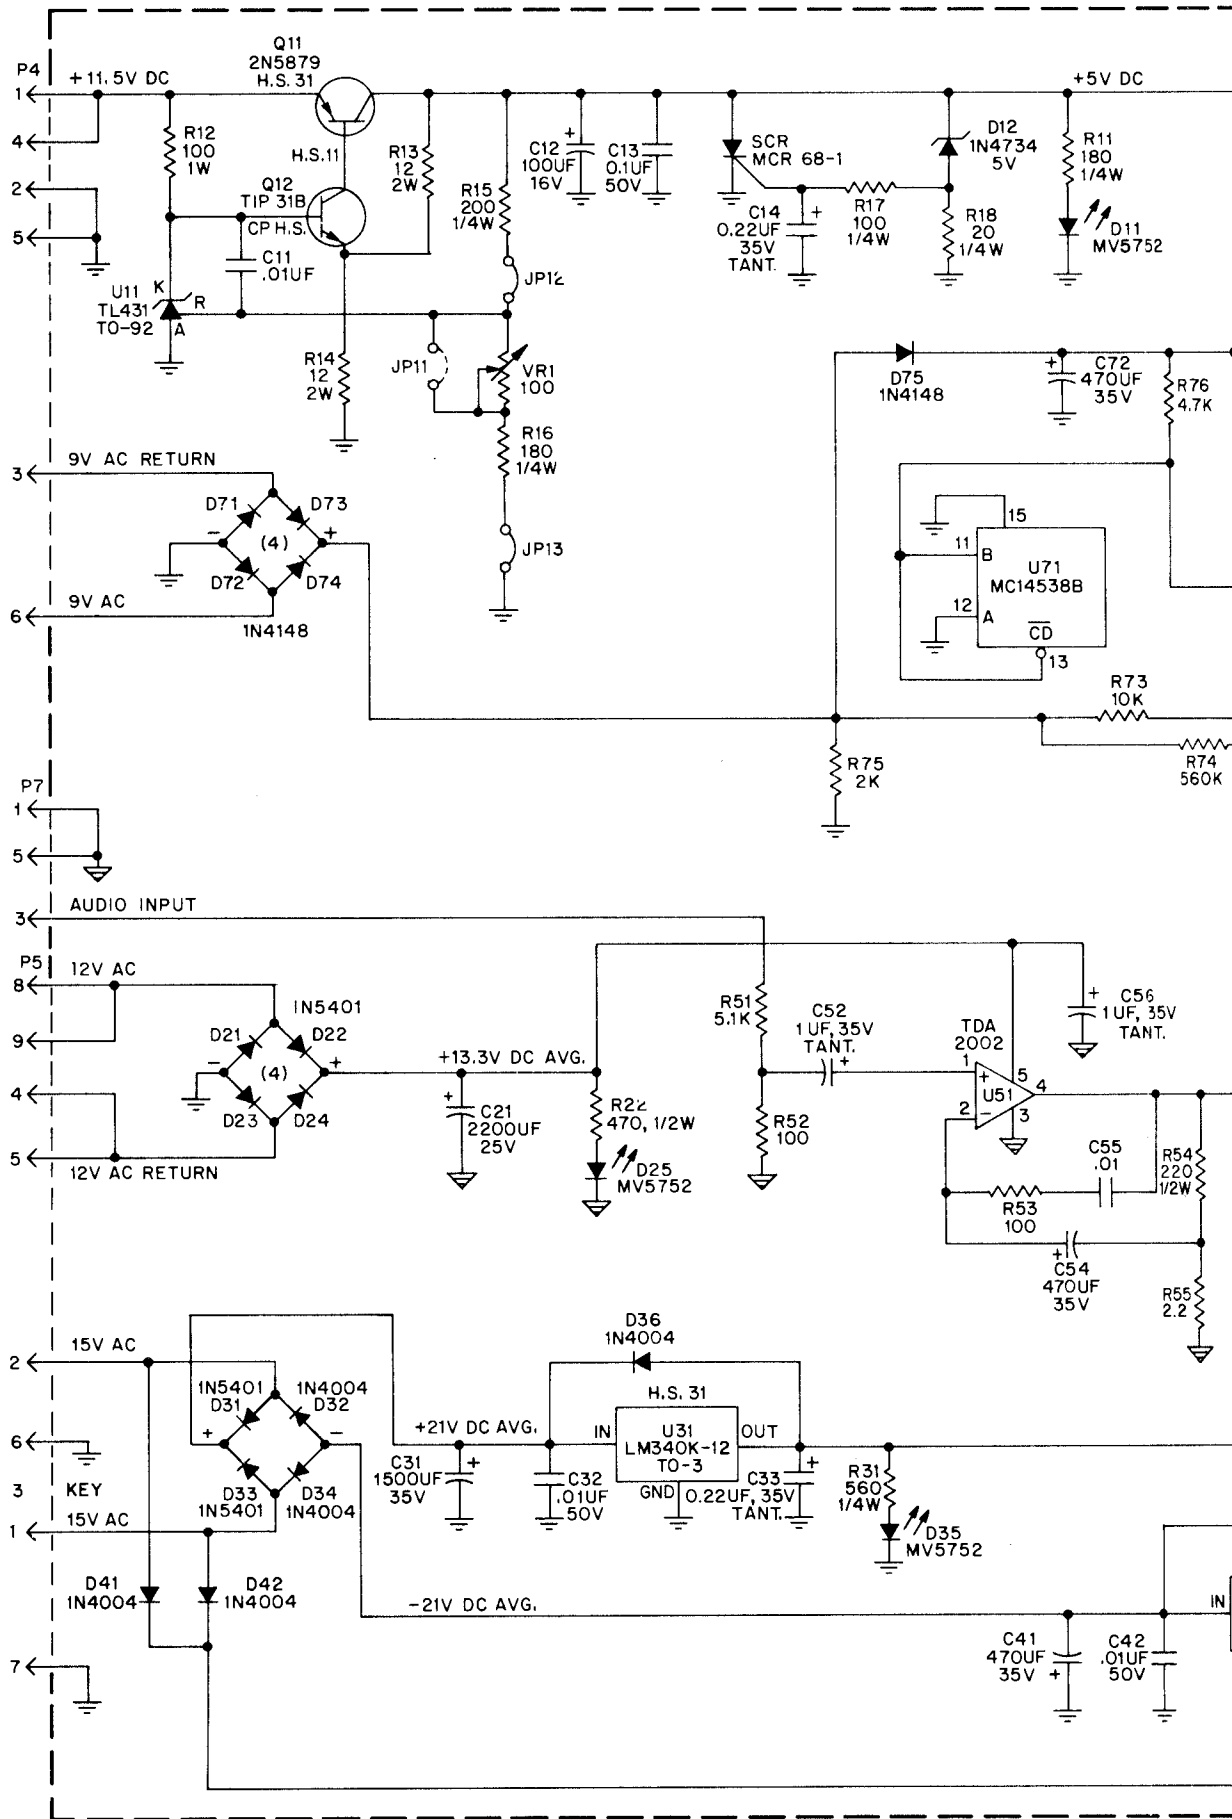 P4
1
+11.5V DC
4
2
5
Q11
2N5879
H.S. 31
R12
100
1W
H.S.11
Q12
TIP 31B
CP H.S.
R13
12
2W
R15
200
1/4W
C12
+
100UF
16V
C13
0.1UF
50V
SCR
MCR 68-1
C14
+
0.22UF
35V
TANT.
R17
100
1/4W
D12
1N4734
5V
R18
20
1/4W
+5V DC
R11
180
1/4W
D11
MV5752
C11
.01UF
K
U11
R
TL431
TO-92
A
JP12
R14
12
2W
JP11
VR1
100
R16
180
1/4W
JP13
D75
1N4148
+
C72
470UF
35V
R76
4.7K
15
11
B
U71
MC14538B
12
A
CD
13
3
9V AC RETURN
D71
D73
-
(4)
+
D72
D74
6
9V AC
1N4148
R73
10K
R74
560K
R75
2K
P7
1
5
3
AUDIO INPUT
P5
8
12V AC
9
1N5401
D21
D22
-
(4)
+
D23
D24
4
5
12V AC RETURN
+13.3V DC AVG.
+
C21
2200UF
25V
R22
470, 1/2W
D25
MV5752
R51
5.1K
C52
1UF, 35V
TANT.
+
R52
100
TDA
2002
1
+
5
U51
4
2
-
3
+
C56
1UF, 35V
TANT.
C55
.01
R54
220
1/2W
R53
100
+
C54
470UF
35V
R55
2.2
2
15V AC
1N5401
D31
1N4004
D32
+
-
D33
1N5401
D34
1N4004
6
3
KEY
1
15V AC
+21V DC AVG.
C31
+
1500UF
35V
C32
.01UF
50V
D36
1N4004
H.S. 31
IN
U31
LM340K-12
TO-3
OUT
GND
C33
+
0.22UF, 35V
TANT.
R31
560
1/4W
D35
MV5752
D41
1N4004
D42
1N4004
-21V DC AVG.
IN
C41
470UF
35V
+
C42
.01UF
50V
7